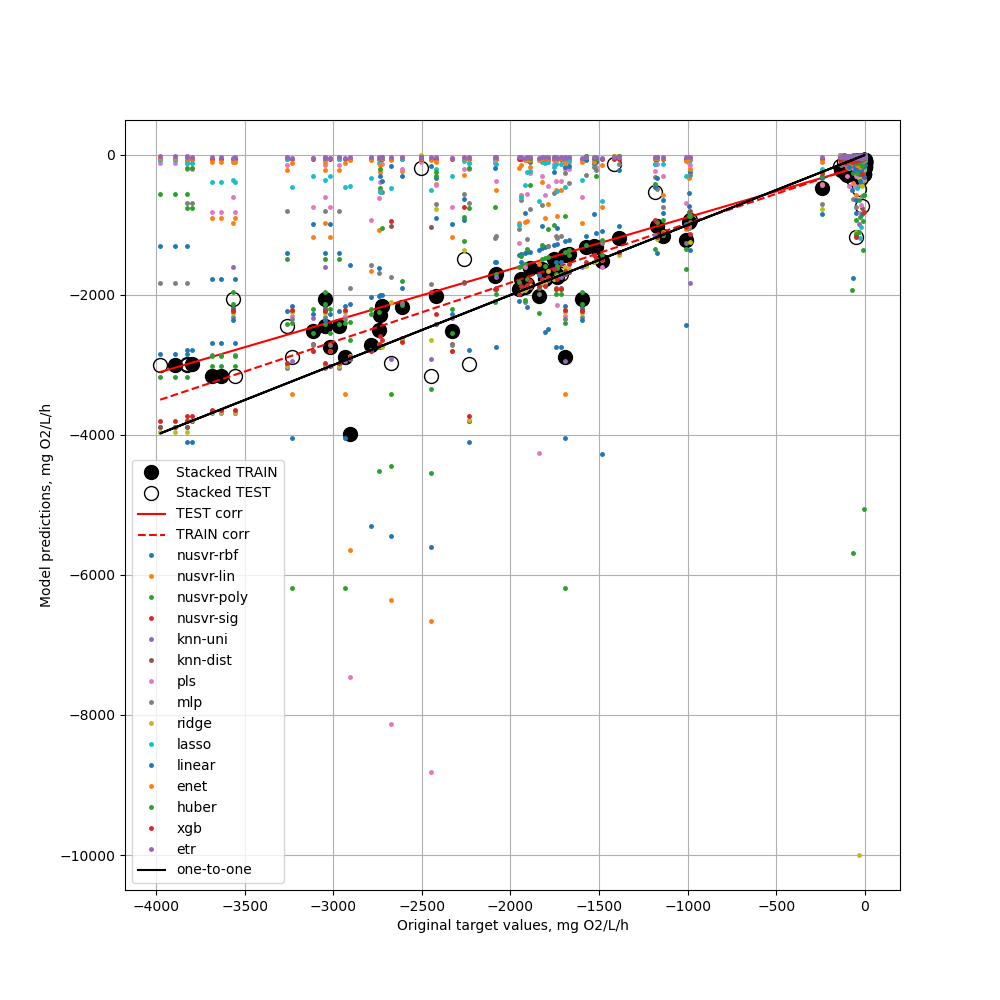 0
−2000
−4000
−6000
−8000
−10000
Model predictions, mg O2/L/h
Stacked TRAIN
Stacked TEST
TEST corr
TRAIN corr
nusvr-rbf
nusvr-lin
nusvr-poly
nusvr-sig
knn-uni
knn-dist
pls
mlp
ridge
lasso
linear
enet
huber
xgb
etr
one-to-one
−4000 −3500 −3000 −2500 −2000 −1500 −1000 −500 0
Original target values, mg O2/L/h